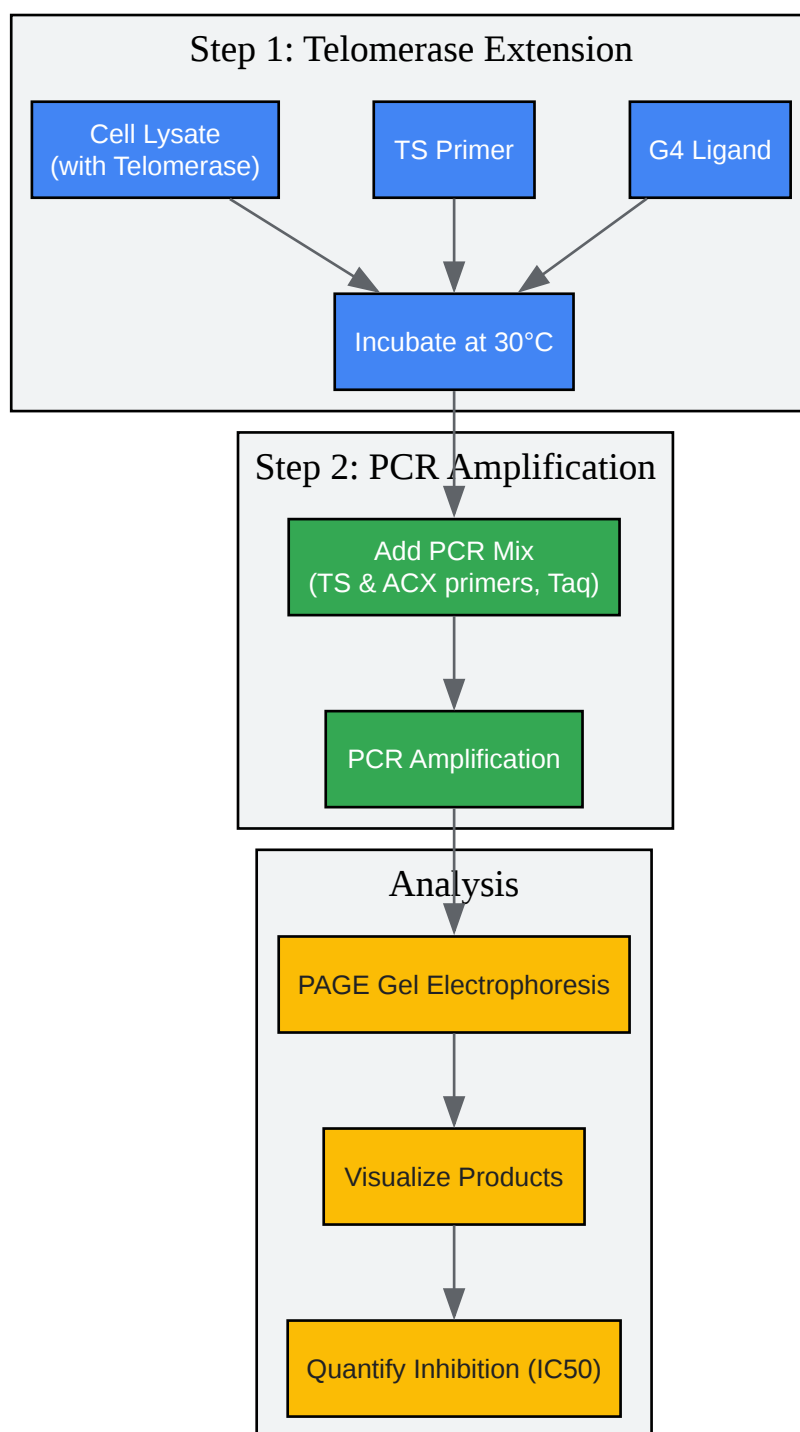 Step 1: Telomerase Extension
Cell Lysate
(with Telomerase)
TS Primer
G4 Ligand
Incubate at 30°C
Step 2: PCR Amplification
Add PCR Mix
(TS & ACX primers, Taq)
PCR Amplification
Analysis
PAGE Gel Electrophoresis
Visualize Products
Quantify Inhibition (IC50)